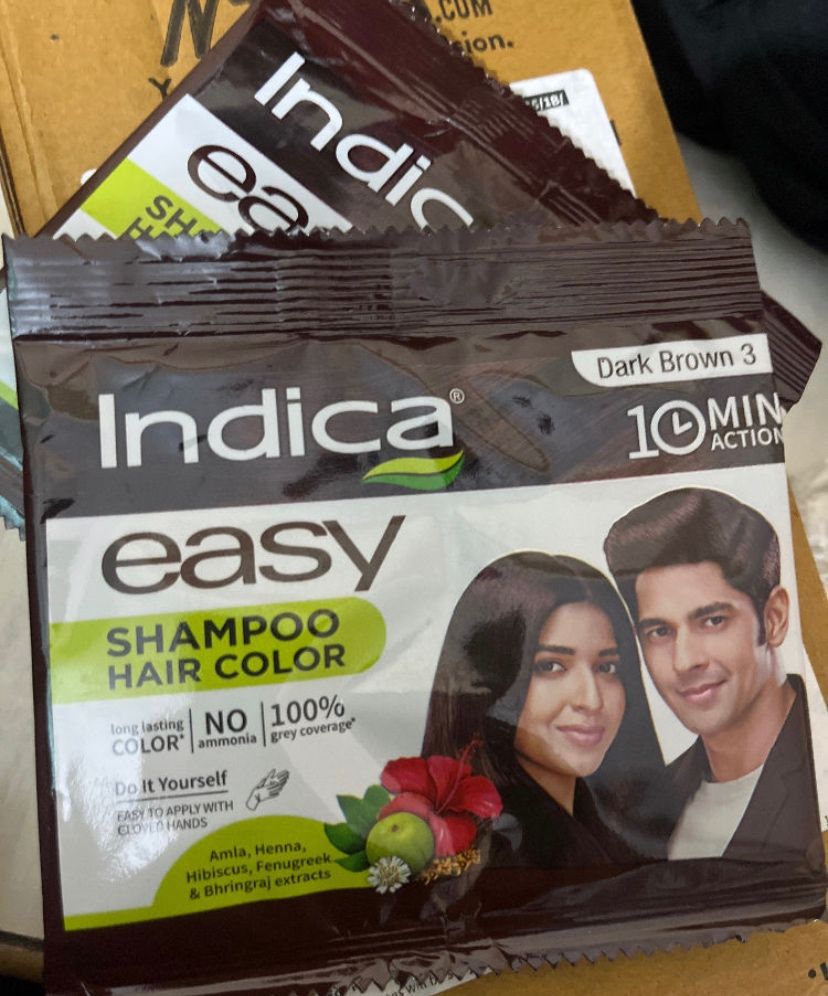 .COM
sion.
Indic
ea
SH
H
Dark Brown 3
Indica®
10 MIN
ACTION
easy
SHAMPOO
HAIR COLOR
long lasting
COLOR*
NO
ammonia
100%
grey coverage*
Do It Yourself
EASY TO APPLY WITH
GLOVED HANDS
Amla, Henna,
Hibiscus, Fenugreek
& Bhringraj extracts